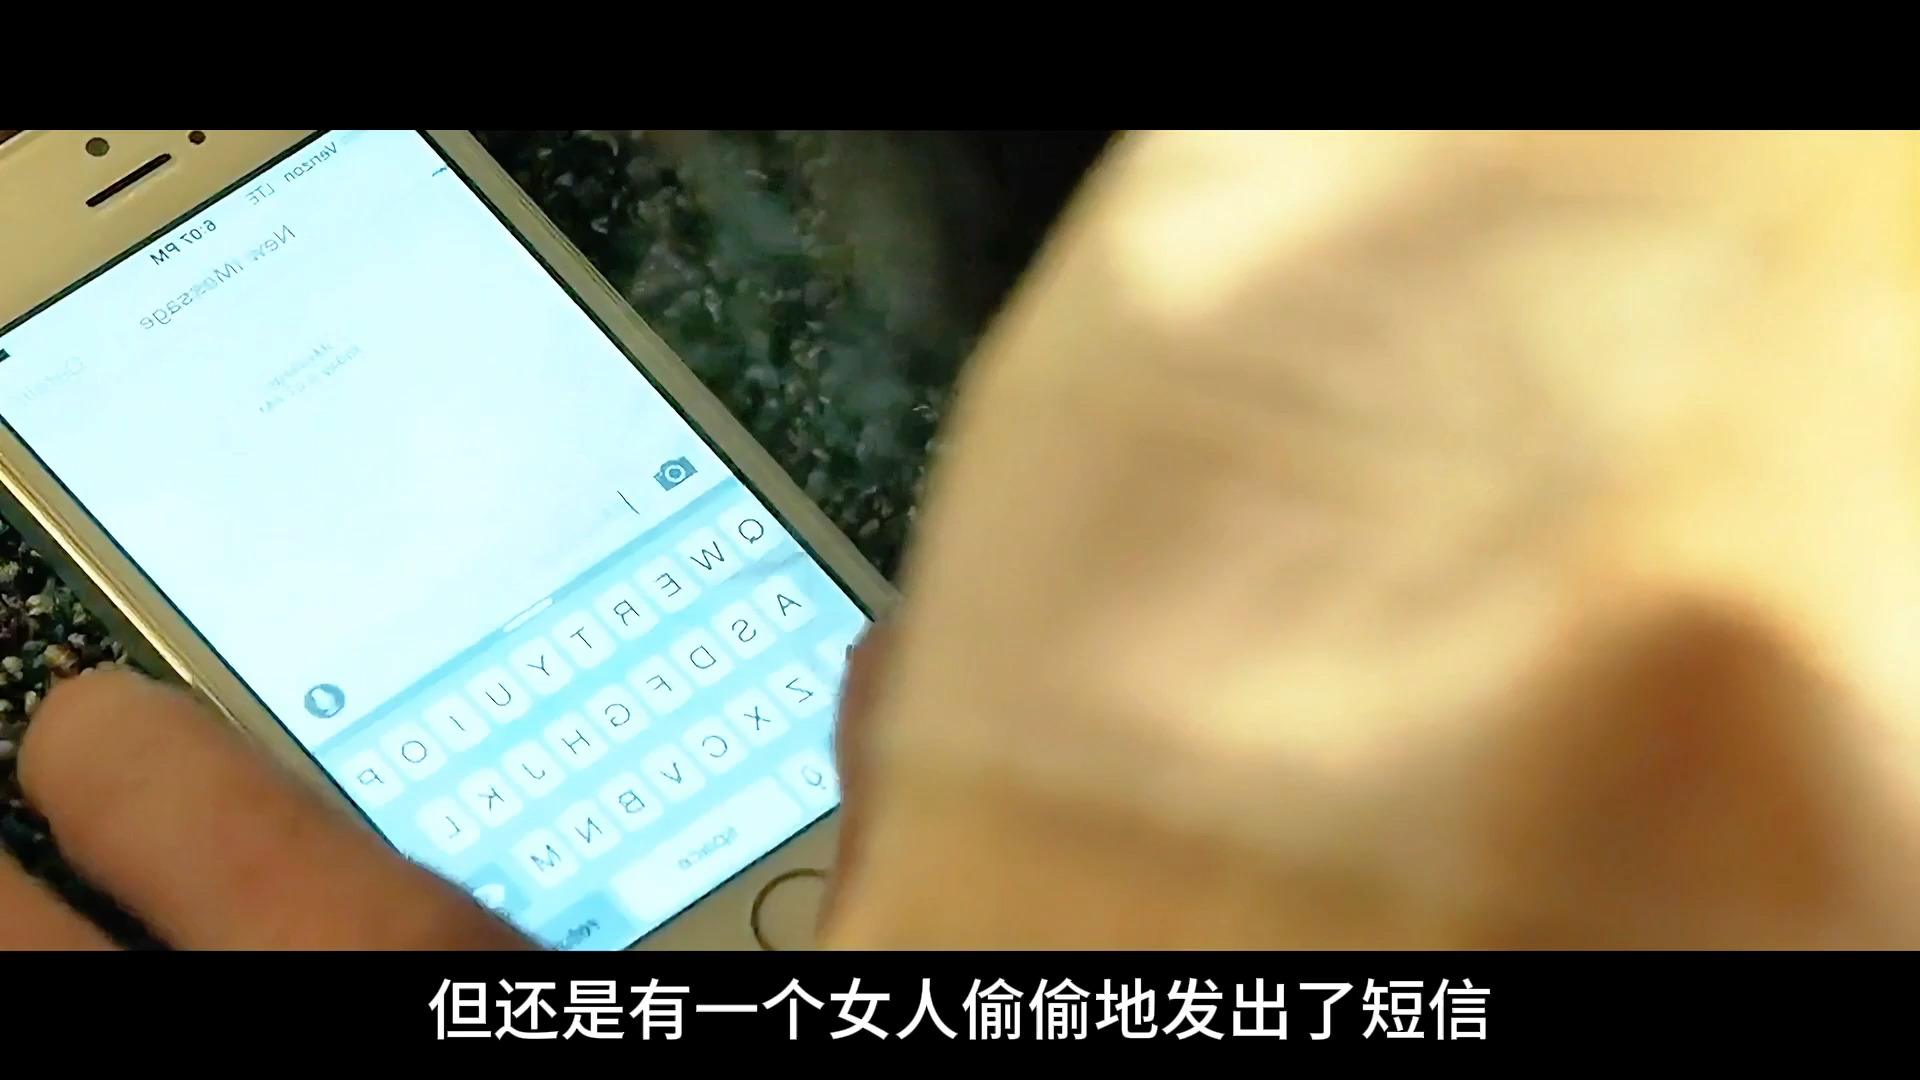 Verizon LTE
6:07 PM
New iMessage
Q W E R T Y U I O P
A S D F G H J K L
Z X C V B N M
space
但还是有一个女人偷偷地发出了短信